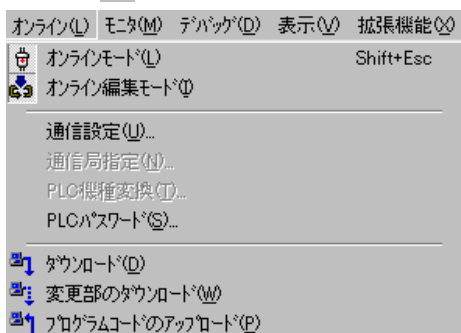 オンライン(L) モニタ(M) デバッグ(D) 表示(V) 拡張機能(X)
オンラインモード(L) Shift+Esc
オンライン編集モード(I)
通信設定(U)...
通信局指定(N)...
PLC機種変換(T)...
PLCパスワード(S)...
ダウンロード(D)
変更部のダウンロード(W)
プログラムコードのアップロード(P)